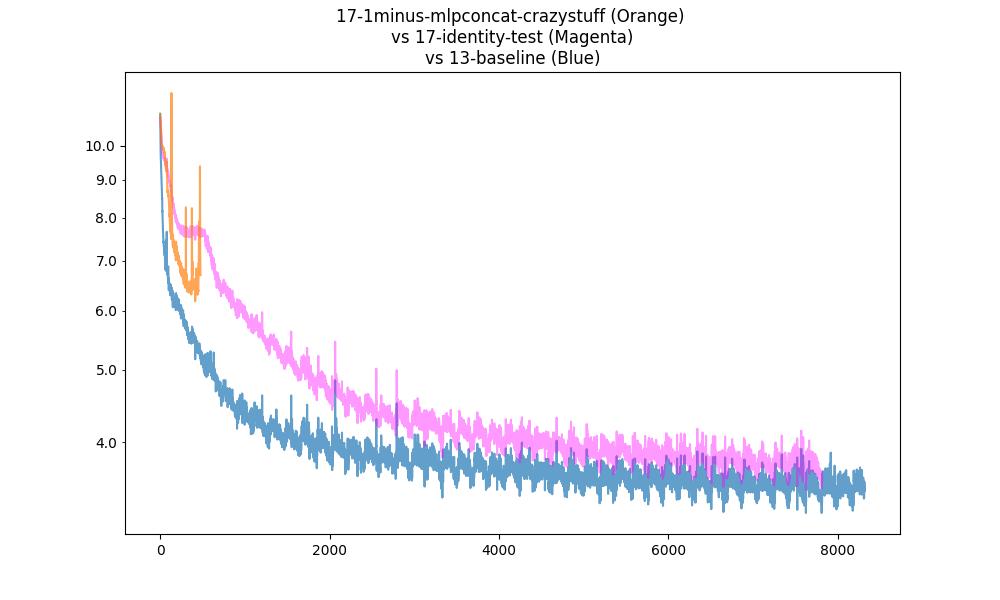 17-1minus-mlpconcat-crazystuff (Orange)
vs 17-identity-test (Magenta)
vs 13-baseline (Blue)
10.0
9.0
8.0
7.0
6.0
5.0
4.0
0 2000 4000 6000 8000